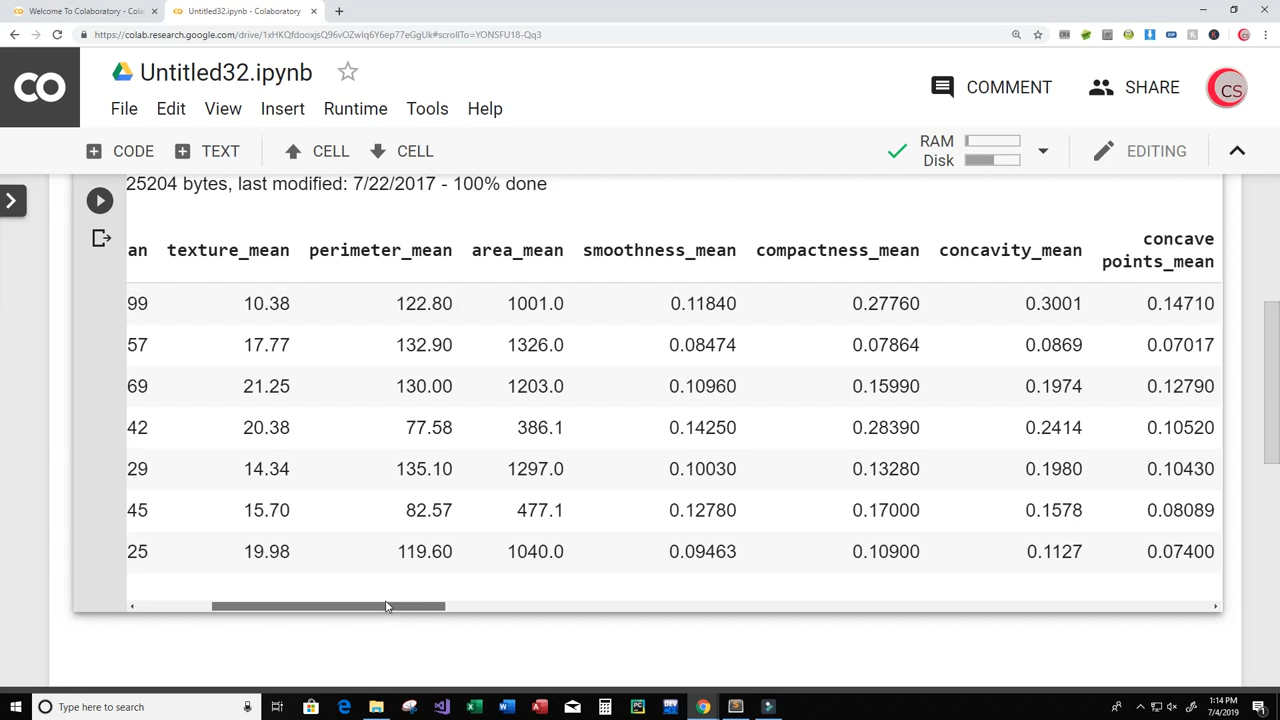 Welcome To Colaboratory - Cola
Untitled32.ipynb - Colaboratory
https://colab.research.google.com/drive/1xHKQfdooxjsQ96vOZwIq6Y6ep77eGgUk#scrollTo=YONSFU18-Qq3
CO
Untitled32.ipynb
COMMENT
SHARE
CS
File Edit View Insert Runtime Tools Help
CODE TEXT CELL CELL
RAM
Disk
EDITING
25204 bytes, last modified: 7/22/2017 - 100% done
an texture_mean perimeter_mean area_mean smoothness_mean compactness_mean concavity_mean concave points_mean
99 10.38 122.80 1001.0 0.11840 0.27760 0.3001 0.14710
57 17.77 132.90 1326.0 0.08474 0.07864 0.0869 0.07017
69 21.25 130.00 1203.0 0.10960 0.15990 0.1974 0.12790
42 20.38 77.58 386.1 0.14250 0.28390 0.2414 0.10520
29 14.34 135.10 1297.0 0.10030 0.13280 0.1980 0.10430
45 15.70 82.57 477.1 0.12780 0.17000 0.1578 0.08089
25 19.98 119.60 1040.0 0.09463 0.10900 0.1127 0.07400
Type here to search
1:14 PM
7/4/2019